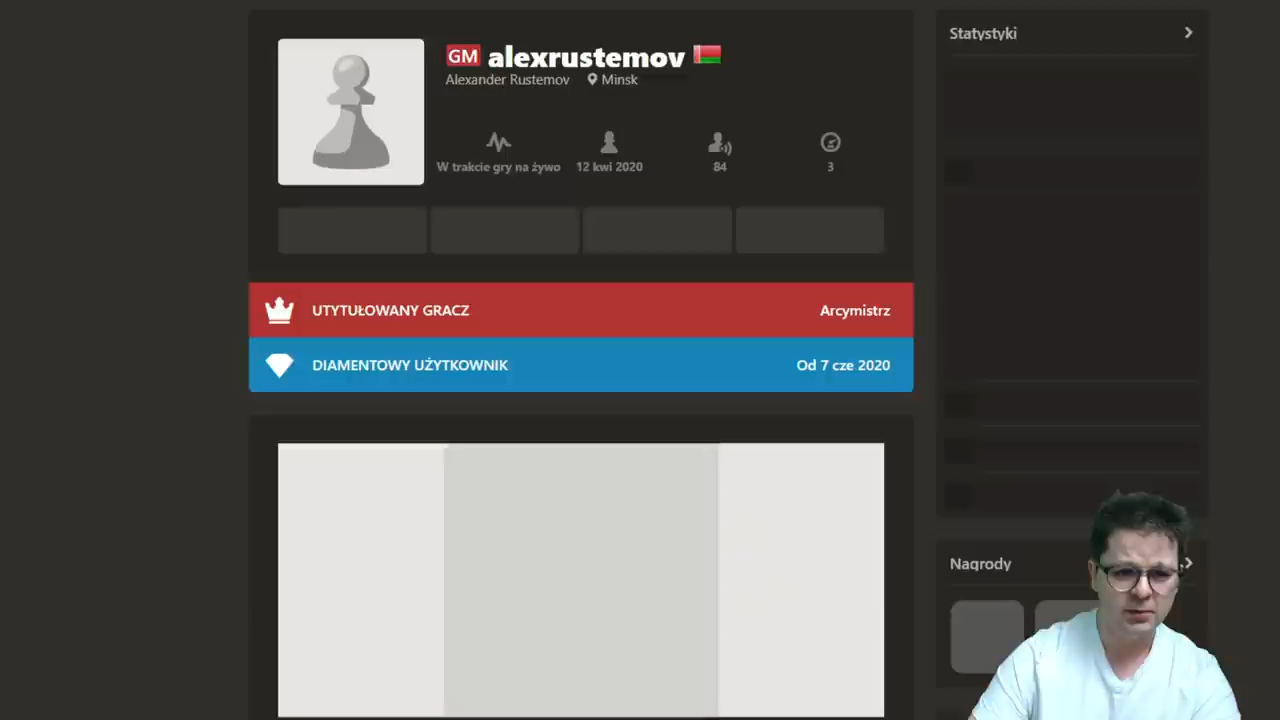 GM alexrustemov
Alexander Rustemov Minsk
W trakcie gry na żywo 12 kwi 2020 84 3
UTYTUŁOWANY GRACZ Arcymistrz
DIAMENTOWY UŻYTKOWNIK Od 7 cze 2020
Statystyki
Nagrody